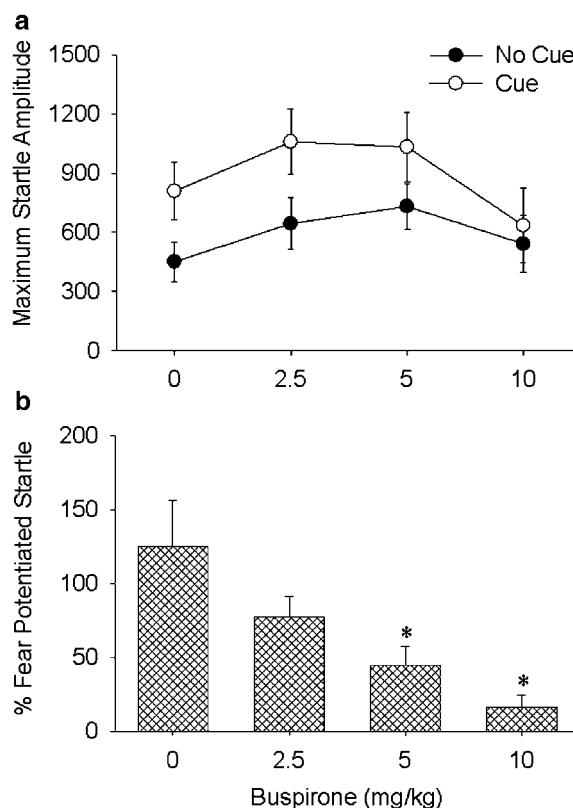 a
1500
No Cue
Cue
1200
900
600
300
0
Maximum Startle Amplitude
0 2.5 5 10
b
200
150
100
50
0
% Fear Potentiated Startle
* *
0 2.5 5 10
Buspirone (mg/kg)